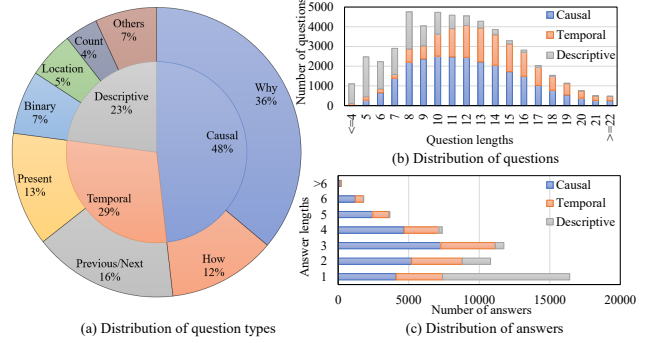 Others
7%
Count
4%
Location
5%
Binary
7%
Present
13%
Previous/Next
16%
How
12%
Why
36%
Descriptive
23%
Causal
48%
Temporal
29%
(a) Distribution of question types
Number of questions
5000
4000
3000
2000
1000
0
Causal
Temporal
Descriptive
<=4 5 6 7 8 9 10 11 12 13 14 15 16 17 18 19 20 21 >=22
Question lengths
(b) Distribution of questions
Answer lengths
>6
6
5
4
3
2
1
Causal
Temporal
Descriptive
0 5000 10000 15000 20000
Number of answers
(c) Distribution of answers